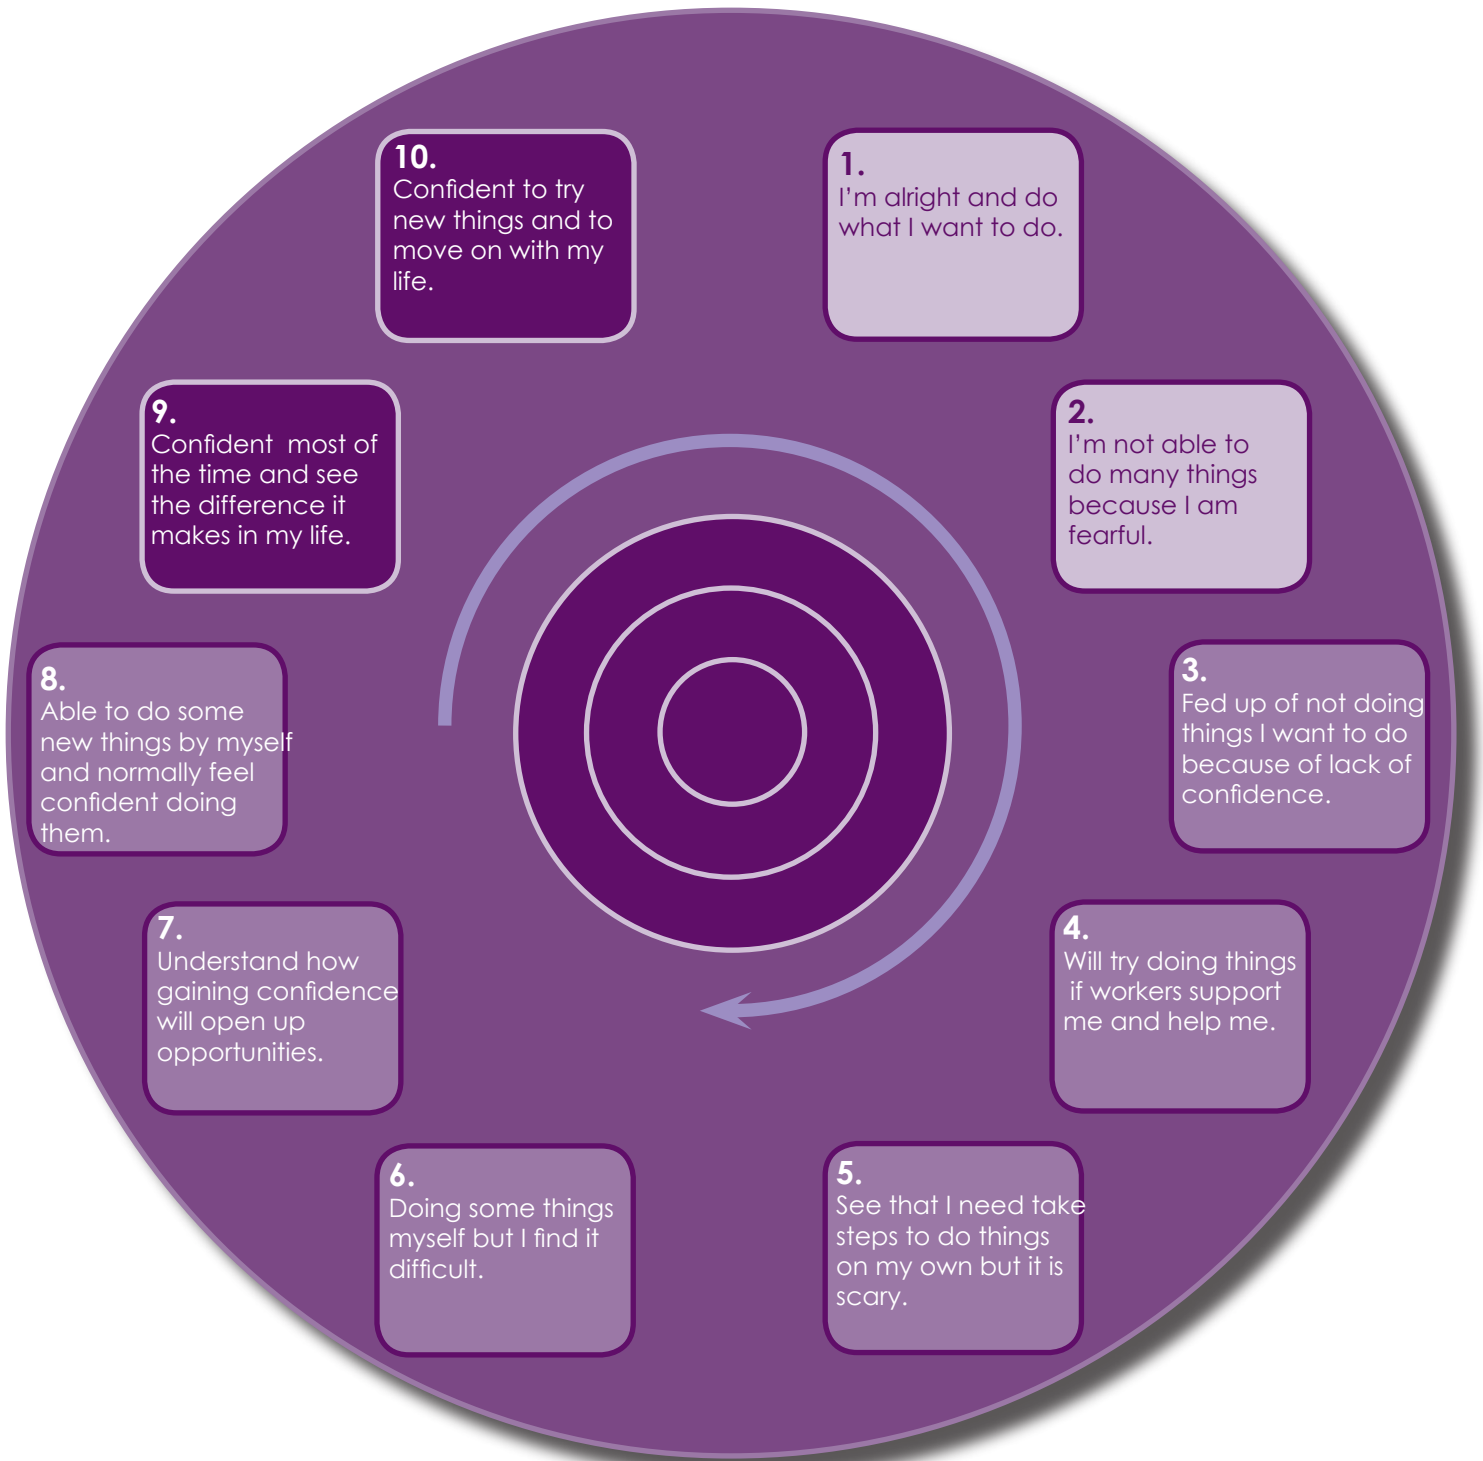 1.
I'm alright and do
what I want to do.
2.
I'm not able to
do many things
because I am
fearful.
3.
Fed up of not doing
things I want to do
because of lack of
confidence.
4.
Will try doing things
if workers support
me and help me.
5.
See that I need take
steps to do things
on my own but it is
scary.
6.
Doing some things
myself but I find it
difficult.
7.
Understand how
gaining confidence
will open up
opportunities.
8.
Able to do some
new things by myself
and normally feel
confident doing
them.
9.
Confident  most of
the time and see
the difference it
makes in my life.
10.
Confident to try
new things and to
move on with my
life.